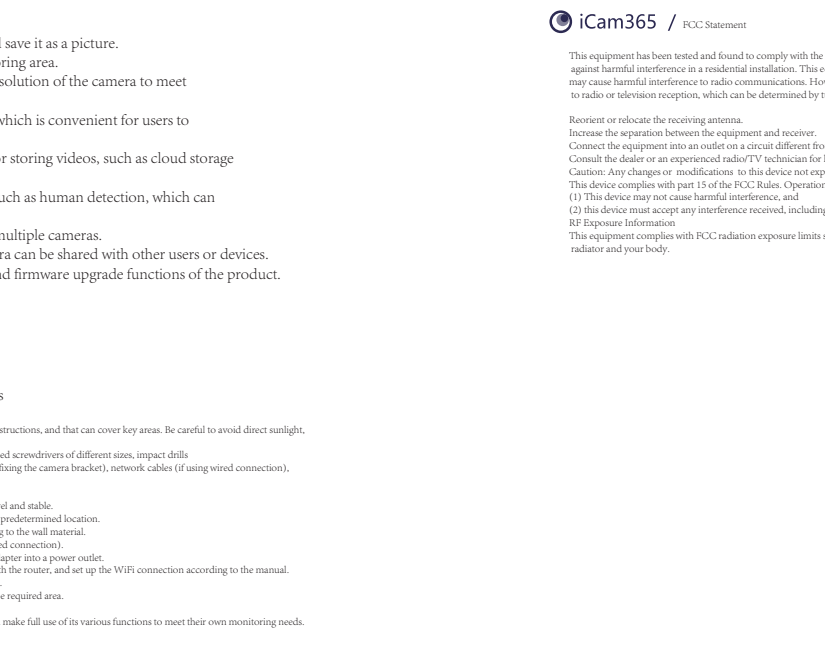 l save it as a picture.
oring area.
solution of the camera to meet
which is convenient for users to
or storing videos, such as cloud storage
uch as human detection, which can
multiple cameras.
ra can be shared with other users or devices.
nd firmware upgrade functions of the product.
s
structions, and that can cover key areas. Be careful to avoid direct sunlight,
ed screwdrivers of different sizes, impact drills
fixing the camera bracket), network cables (if using wired connection),
el and stable.
predetermined location.
g to the wall material.
ed connection).
apter into a power outlet.
th the router, and set up the WiFi connection according to the manual.
.
e required area.
make full use of its various functions to meet their own monitoring needs.
iCam365 / FCC Statement
This equipment has been tested and found to comply with the
against harmful interference in a residential installation. This e
may cause harmful interference to radio communications. Ho
to radio or television reception, which can be determined by t
Reorient or relocate the receiving antenna.
Increase the separation between the equipment and receiver.
Connect the equipment into an outlet on a circuit different fro
Consult the dealer or an experienced radio/TV technician for
Caution: Any changes or modifications to this device not exp
This device complies with part 15 of the FCC Rules. Operation
(1) This device may not cause harmful interference, and
(2) this device must accept any interference received, including
RF Exposure Information
This equipment complies with FCC radiation exposure limits s
radiator and your body.